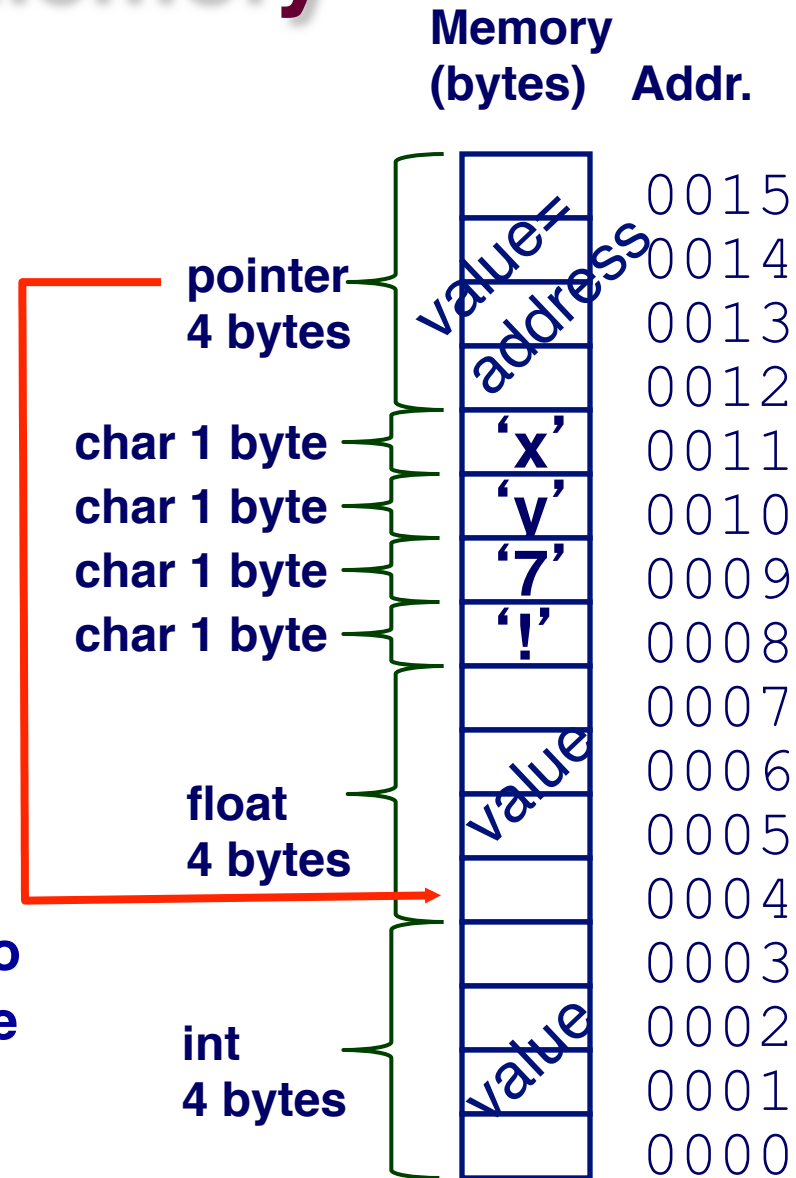 Memory
(bytes) Addr.
0015
value=
address
0014
pointer
4 bytes
0013
0012
char 1 byte ‘x’ 0011
char 1 byte ‘v’ 0010
char 1 byte ‘7’ 0009
char 1 byte ‘!’ 0008
0007
value
0006
float
4 bytes
0005
0004
0003
value
0002
int
4 bytes
0001
0000